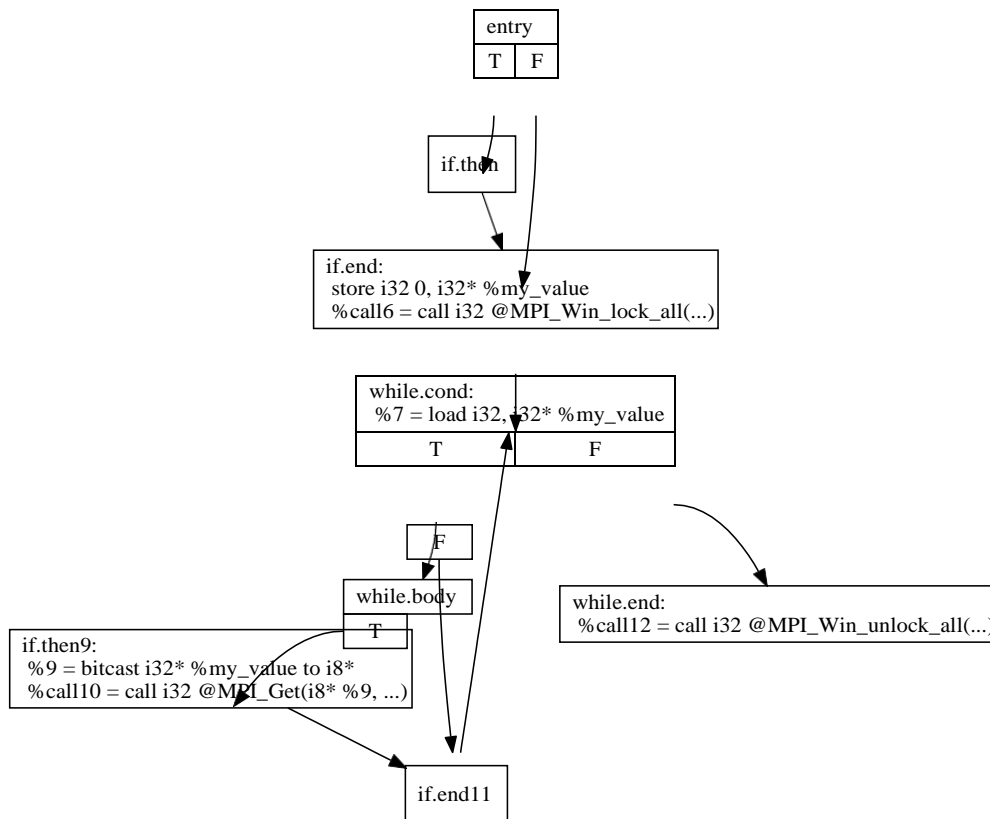 entry
T F
if.then
if.end:
store i32 0, i32* %my_value
%call6 = call i32 @MPI_Win_lock_all(...)
while.cond:
%7 = load i32, i32* %my_value
T F
F
while.body
T
while.end:
%call12 = call i32 @MPI_Win_unlock_all(...)
if.then9:
%9 = bitcast i32* %my_value to i8*
%call10 = call i32 @MPI_Get(i8* %9, ...)
if.end11